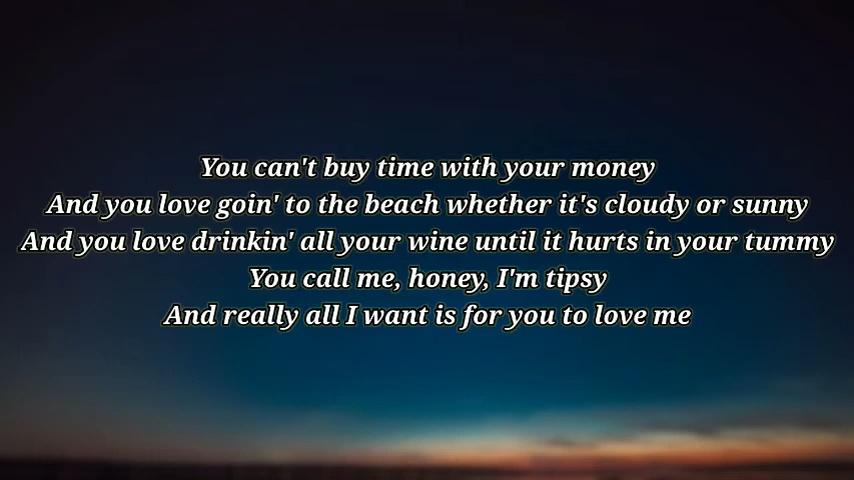 You can't buy time with your money
And you love goin' to the beach whether it's cloudy or sunny
And you love drinkin' all your wine until it hurts in your tummy
You call me, honey, I'm tipsy
And really all I want is for you to love me